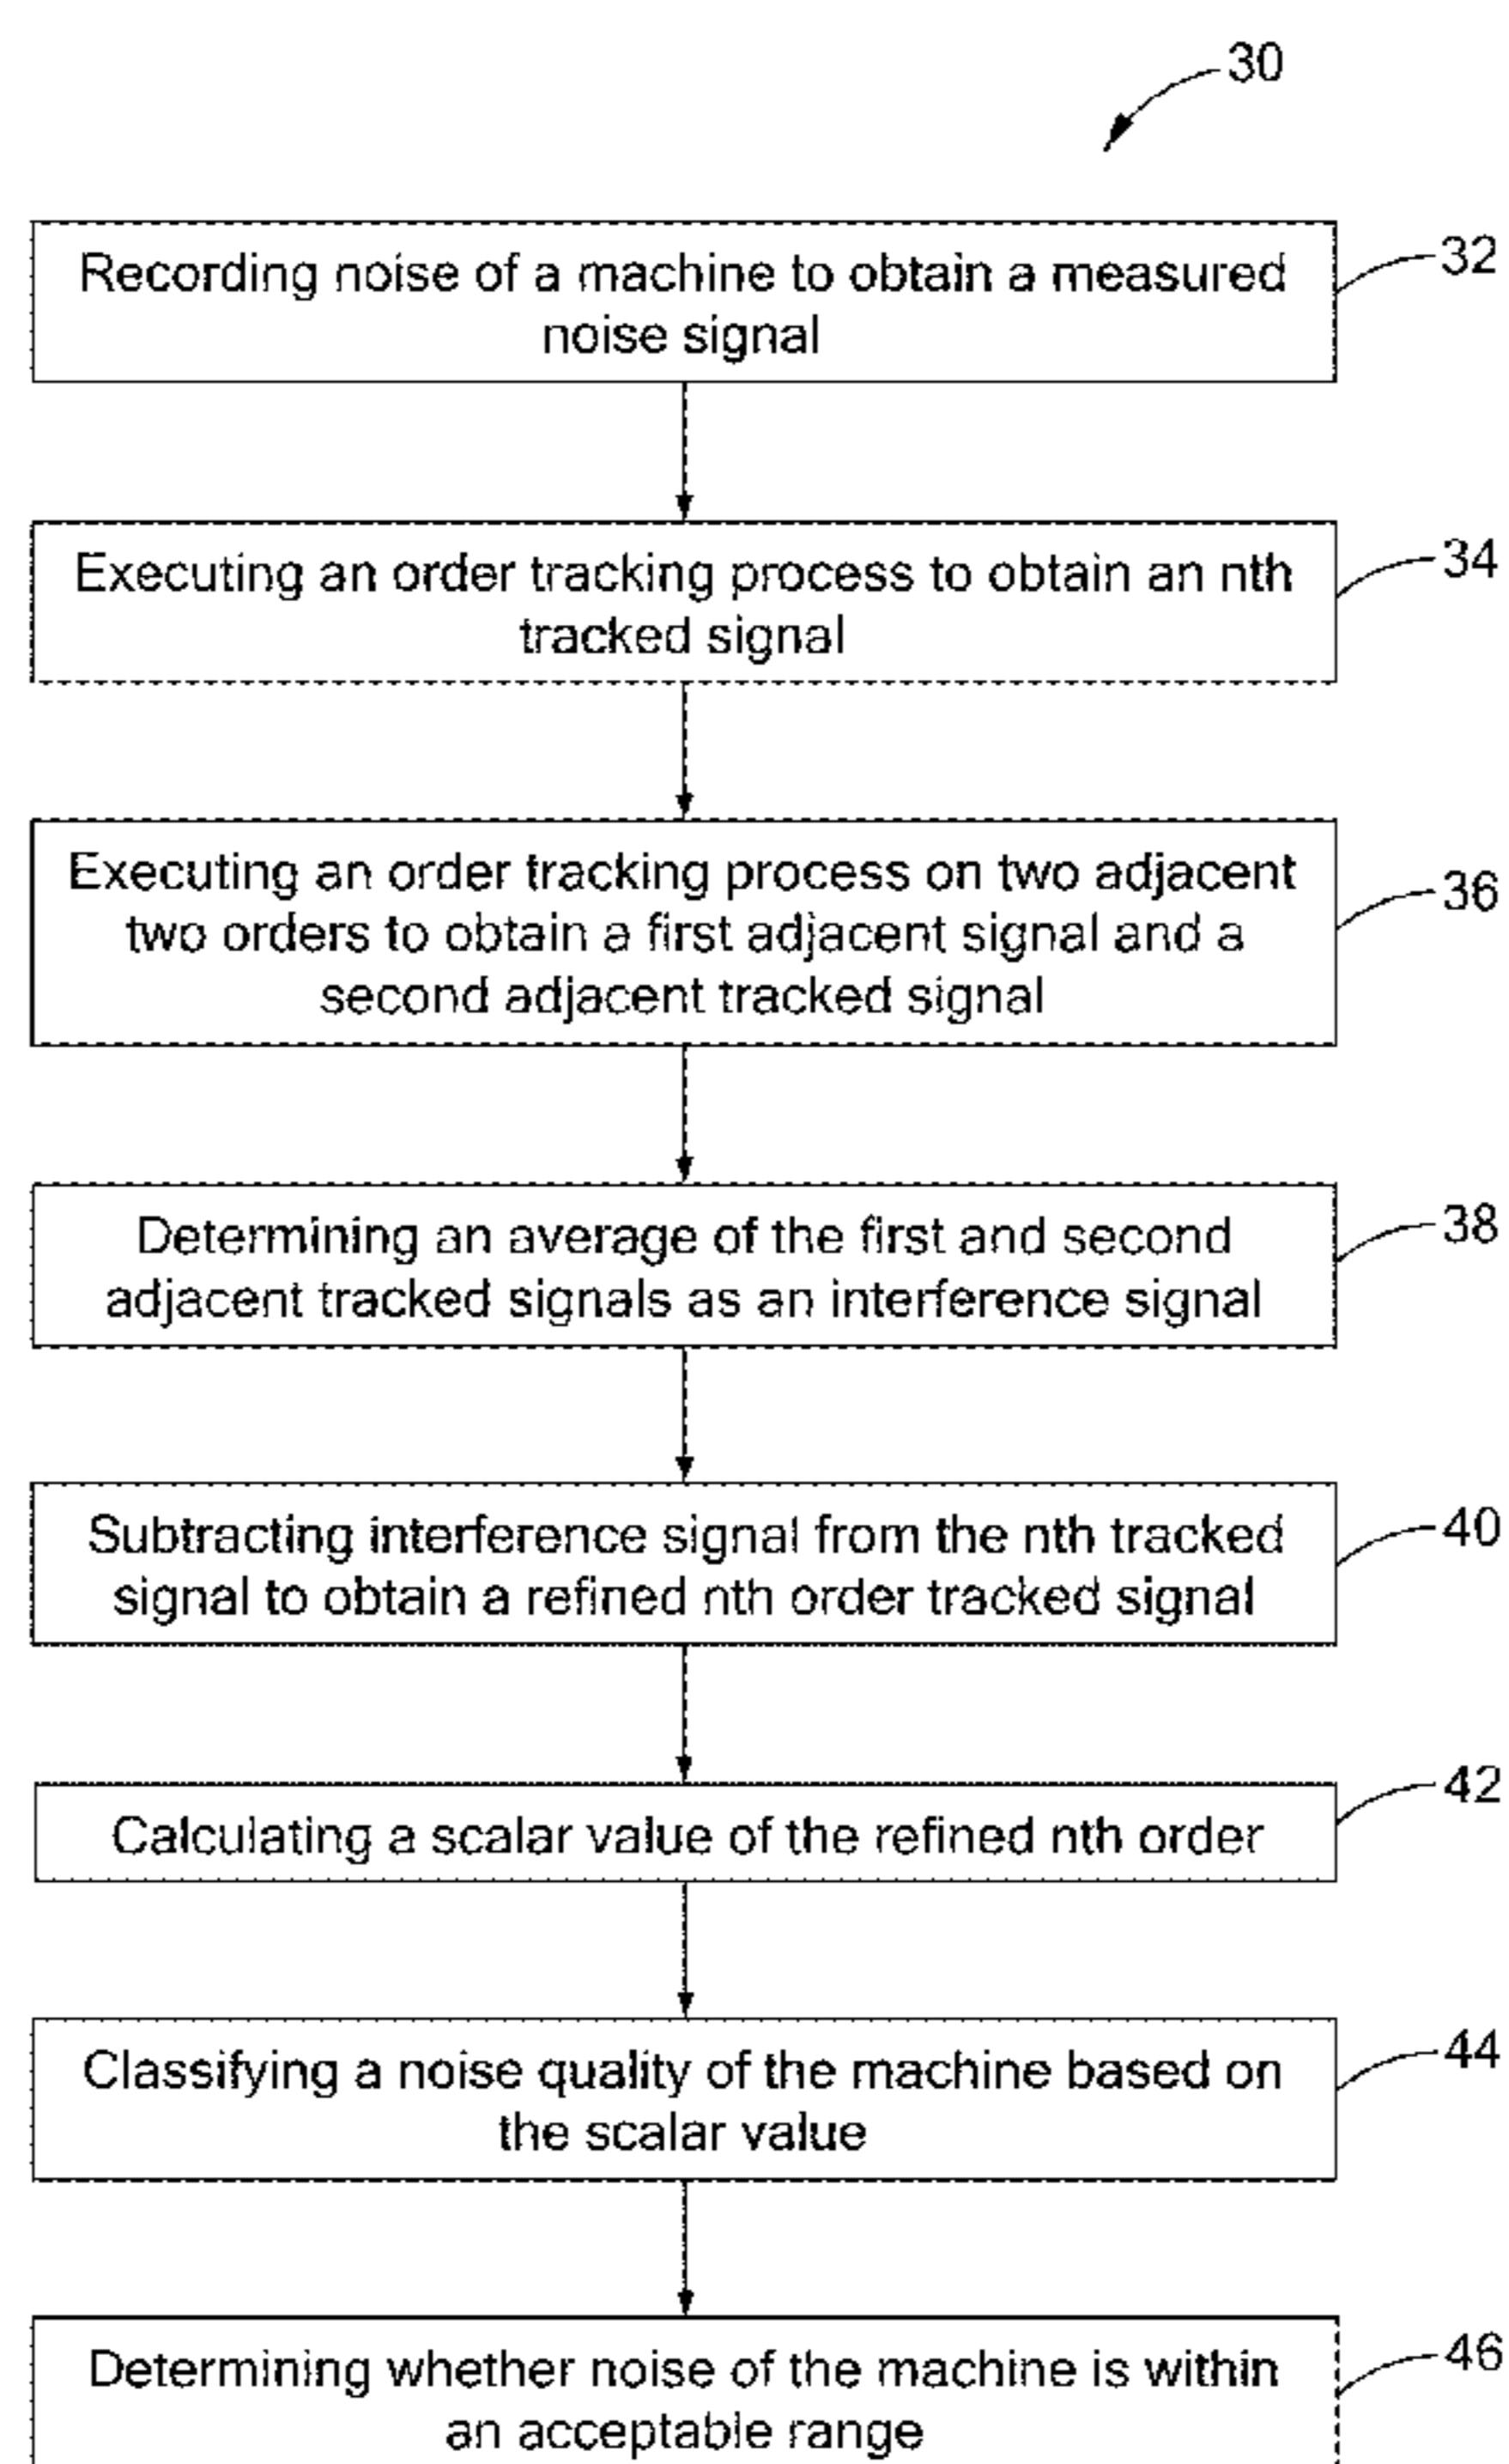 30
Recording noise of a machine to obtain a measured
noise signal
32
Executing an order tracking process to obtain an nth
tracked signal
34
Executing an order tracking process on two adjacent
two orders to obtain a first adjacent signal and a
second adjacent tracked signal
36
Determining an average of the first and second
adjacent tracked signals as an interference signal
38
Subtracting interference signal from the nth tracked
signal to obtain a refined nth order tracked signal
40
Calculating a scalar value of the refined nth order
42
Classifying a noise quality of the machine based on
the scalar value
44
Determining whether noise of the machine is within
an acceptable range
46